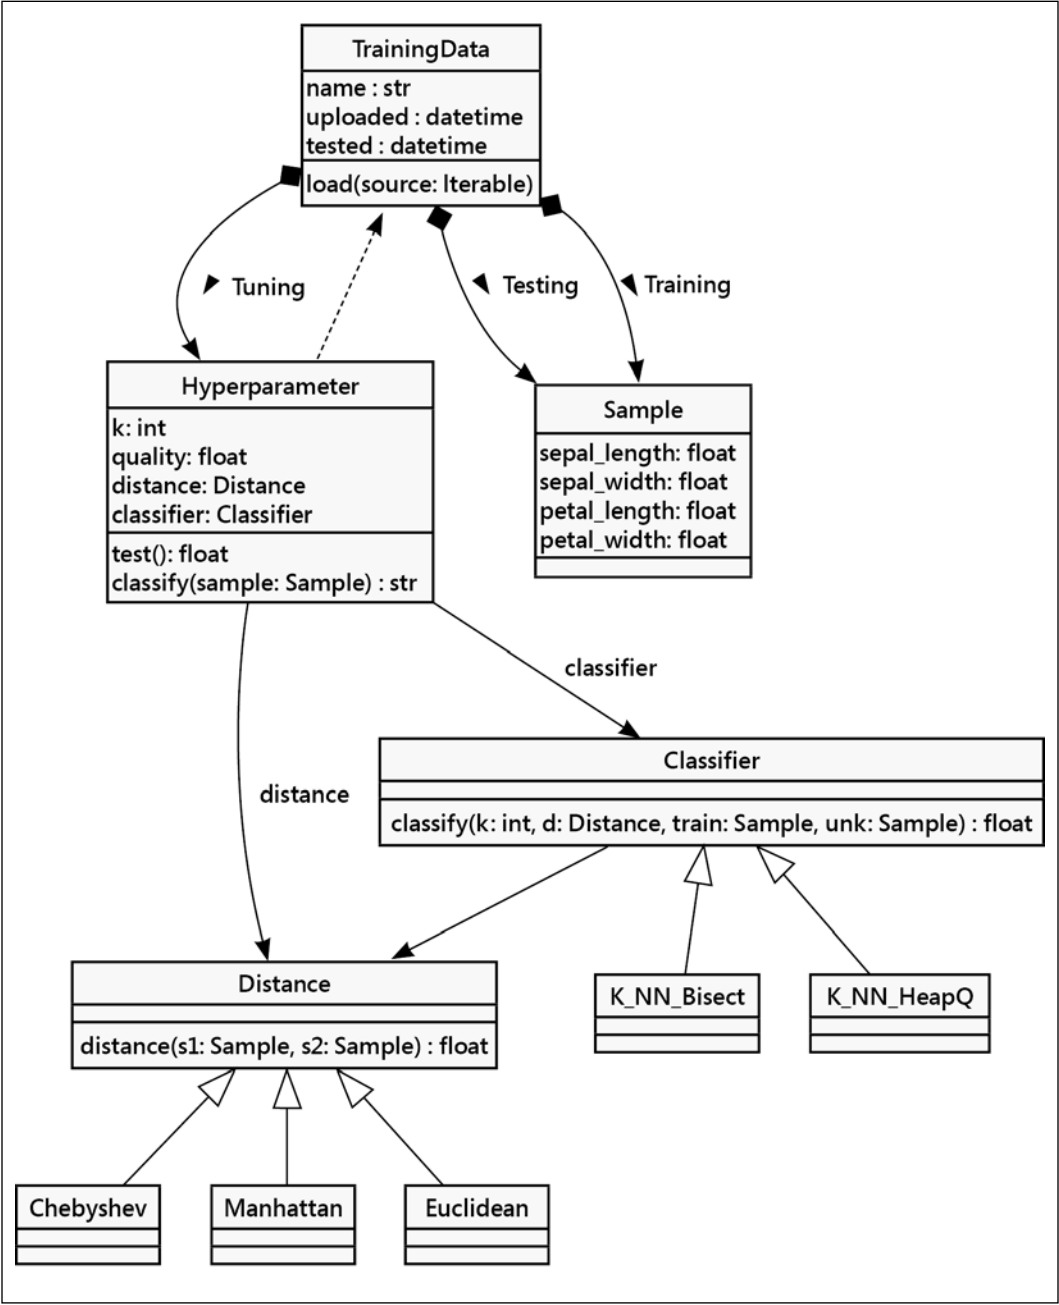 TrainingData
name : str
uploaded : datetime
tested : datetime
load(source: Iterable)
Tuning
Testing
Training
Hyperparameter
k: int
quality: float
distance: Distance
classifier: Classifier
test(): float
classify(sample: Sample) : str
Sample
sepal_length: float
sepal_width: float
petal_length: float
petal_width: float
classifier
distance
Classifier
classify(k: int, d: Distance, train: Sample, unk: Sample) : float
Distance
distance(s1: Sample, s2: Sample) : float
K_NN_Bisect
K_NN_HeapQ
Chebyshev
Manhattan
Euclidean